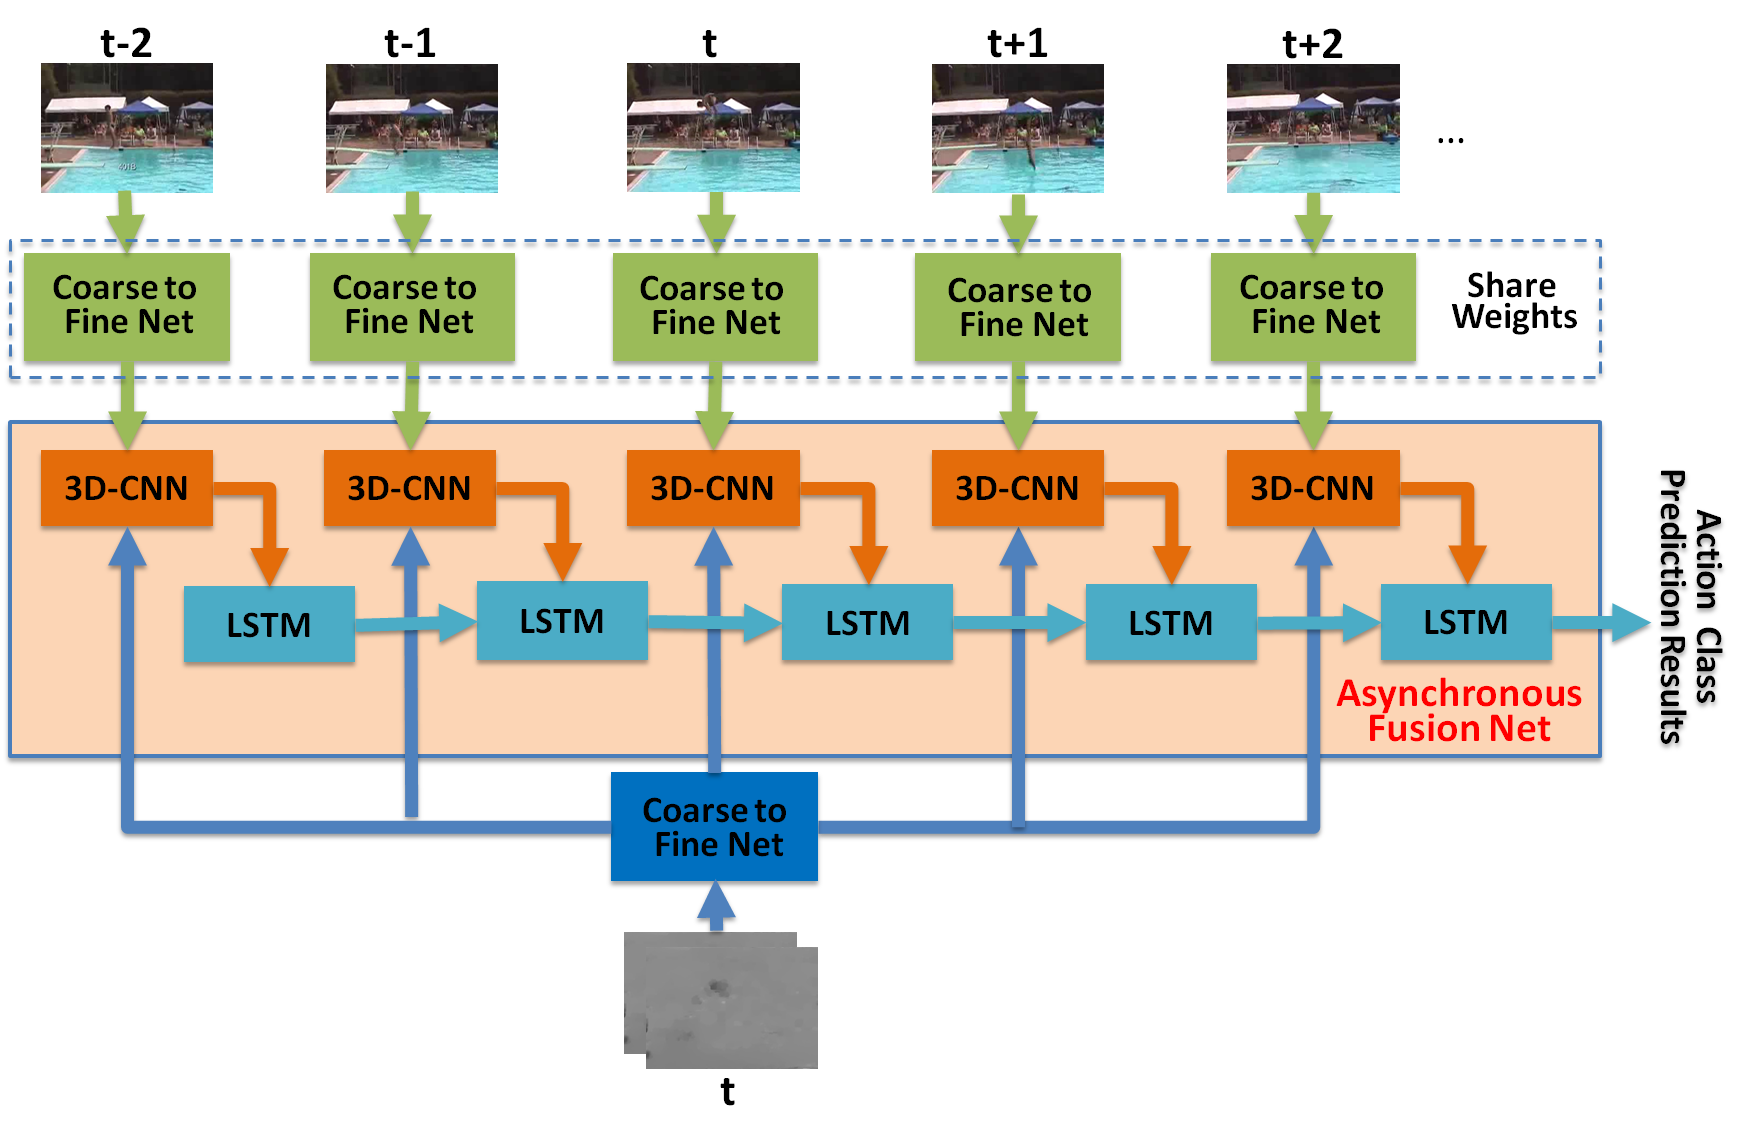 t-2
t-1
t
t+1
t+2
...
Coarse to
Fine Net
Coarse to
Fine Net
Coarse to
Fine Net
Coarse to
Fine Net
Coarse to
Fine Net
Share
Weights
3D-CNN
3D-CNN
3D-CNN
3D-CNN
3D-CNN
LSTM
LSTM
LSTM
LSTM
LSTM
Asynchronous
Fusion Net
Action Class
Prediction Results
Coarse to
Fine Net
t